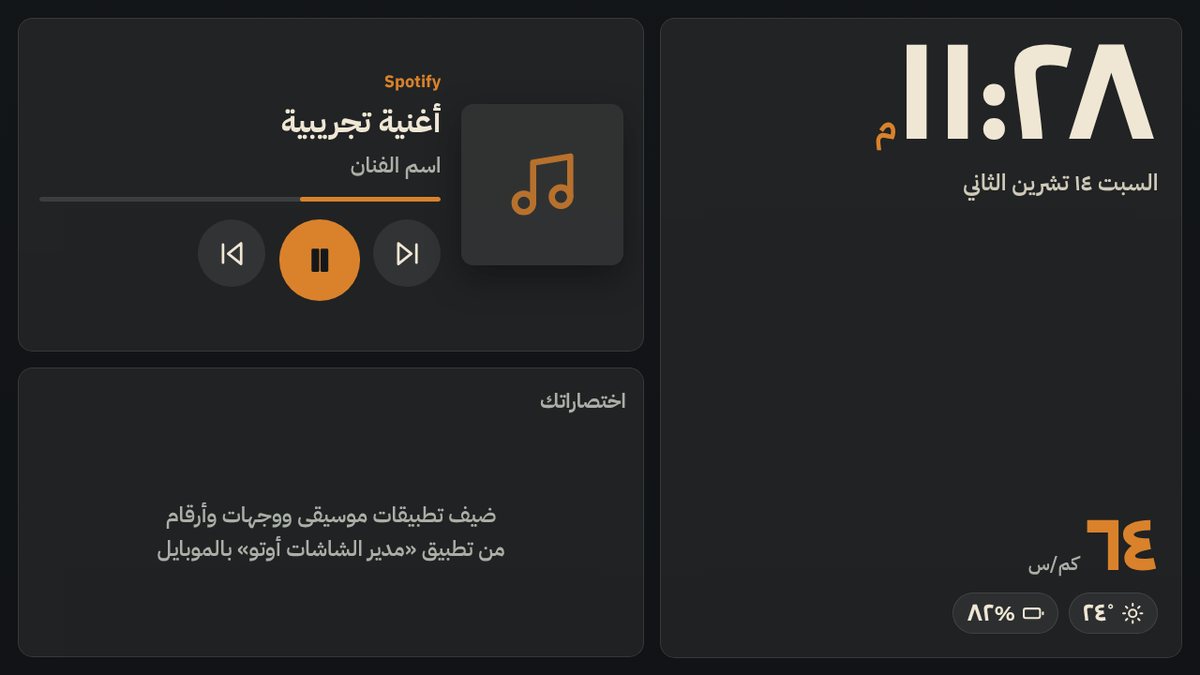 ١١:٢٨ م
السبت ١٤ تشرين الثاني
٦٤ كم/س
٢٤°
٨٢%
Spotify
أغنية تجريبية
اسم الفنان
اختصاراتك
ضيف تطبيقات موسيقى ووجهات وأرقام
من تطبيق «مدير الشاشات أوتو» بالموبايل